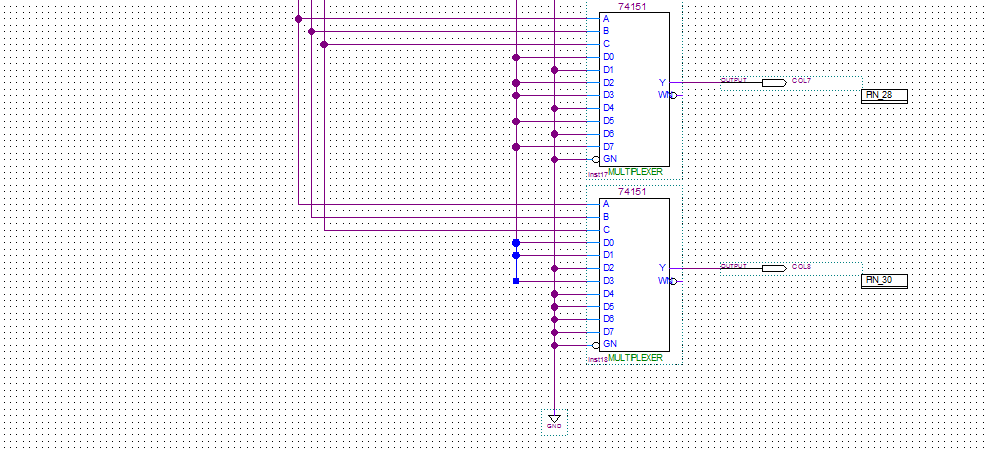 74151
A
B
C
D0
D1
D2
D3
D4
D5
D6
D7
GN
Y
WN
inst17
MULTIPLEXER
OUTPUT
COL7
PIN_28
74151
A
B
C
D0
D1
D2
D3
D4
D5
D6
D7
GN
Y
WN
inst18
MULTIPLEXER
OUTPUT
COL8
PIN_30
GND